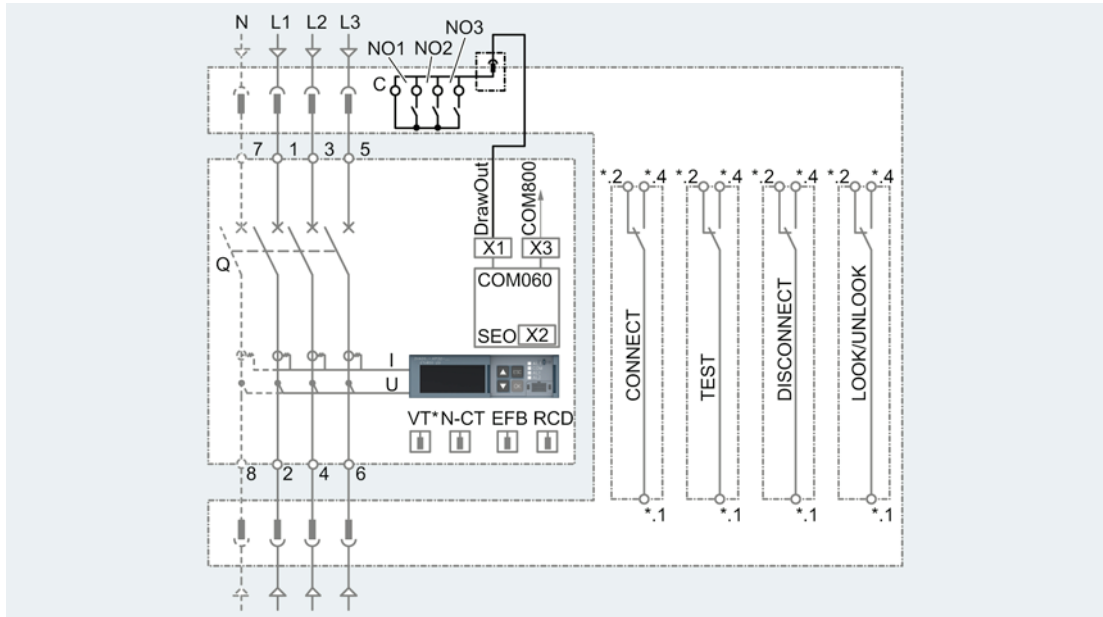 N L1 L2 L3
NO1 NO2 NO3
C
7 1 3 5
DrawOut
COM800
*.2 *.4 *.2 *.4 *.2 *.4 *.2 *.4
X1 X3
Q
COM060
SEO X2
CONNECT
TEST
DISCONNECT
LOOK/UNLOOK
I
U
VT* N-CT EFB RCD
8 2 4 6
*.1 *.1 *.1 *.1